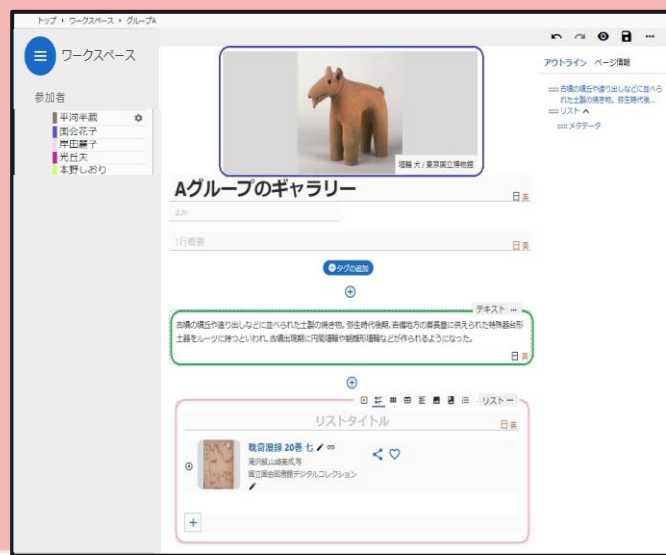 トップ ・ ワークスペース ・ グループA
ワークスペース
参加者
平河半蔵
国会花子
岸田麗子
光丘夫
本野しおり
埴輪 犬 / 東京国立博物館
Aグループのギャラリー
日英
よみ
1行概要
日英
タグの追加
テキスト
古墳の墳丘や造り出しなどに並べられた土製の焼き物。弥生時代後期、吉備地方の首長墓に供えられた特殊器台形
土器をルーツに持つといわれ、古墳出現期に円筒埴輪や朝顔形埴輪などが作られるようになった。
日英
リスト
リストタイトル
日英
耽奇漫録 20巻 七
滝沢解,山崎美成,写
国立国会図書館デジタルコレクション
アウトライン ページ情報
古墳の墳丘や造り出しなどに並べら
れた土製の焼き物。弥生時代後...
リスト
メタデータ